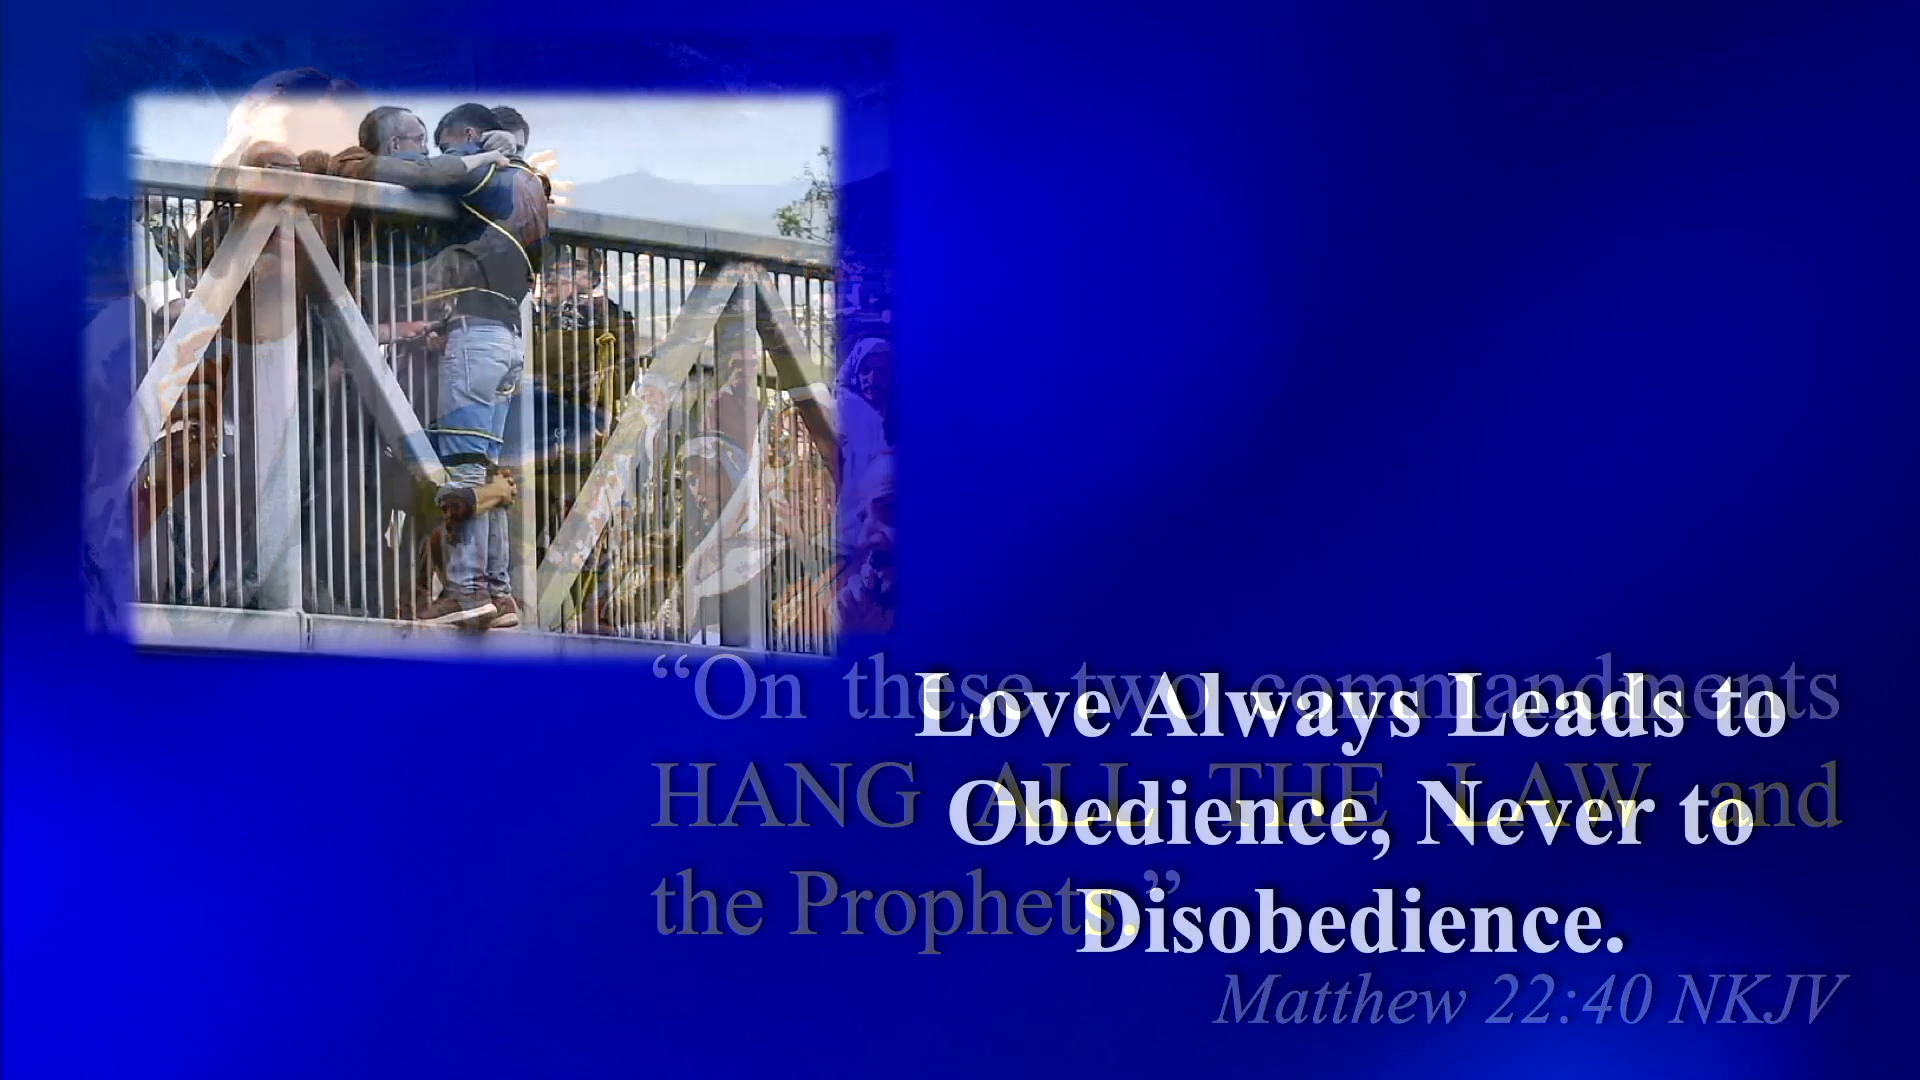 “On these two commandments
HANG ALL THE LAW and
the Prophets.”
Matthew 22:40 NKJV
Love Always Leads to
Obedience, Never to
Disobedience.